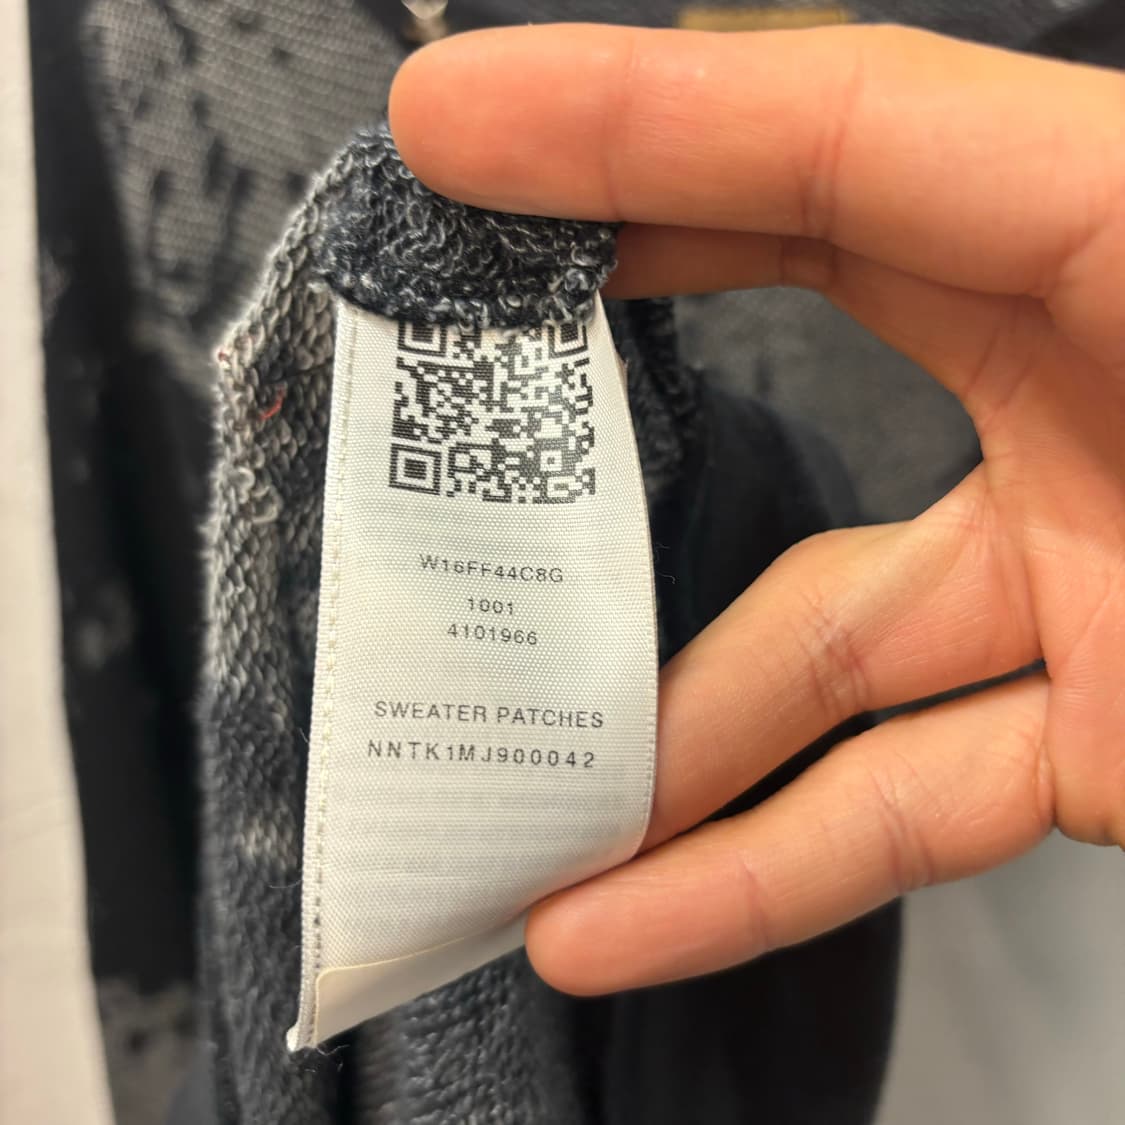 W16FF44C8G
1001
4101966
SWEATER PATCHES
NNTK1MJ900042